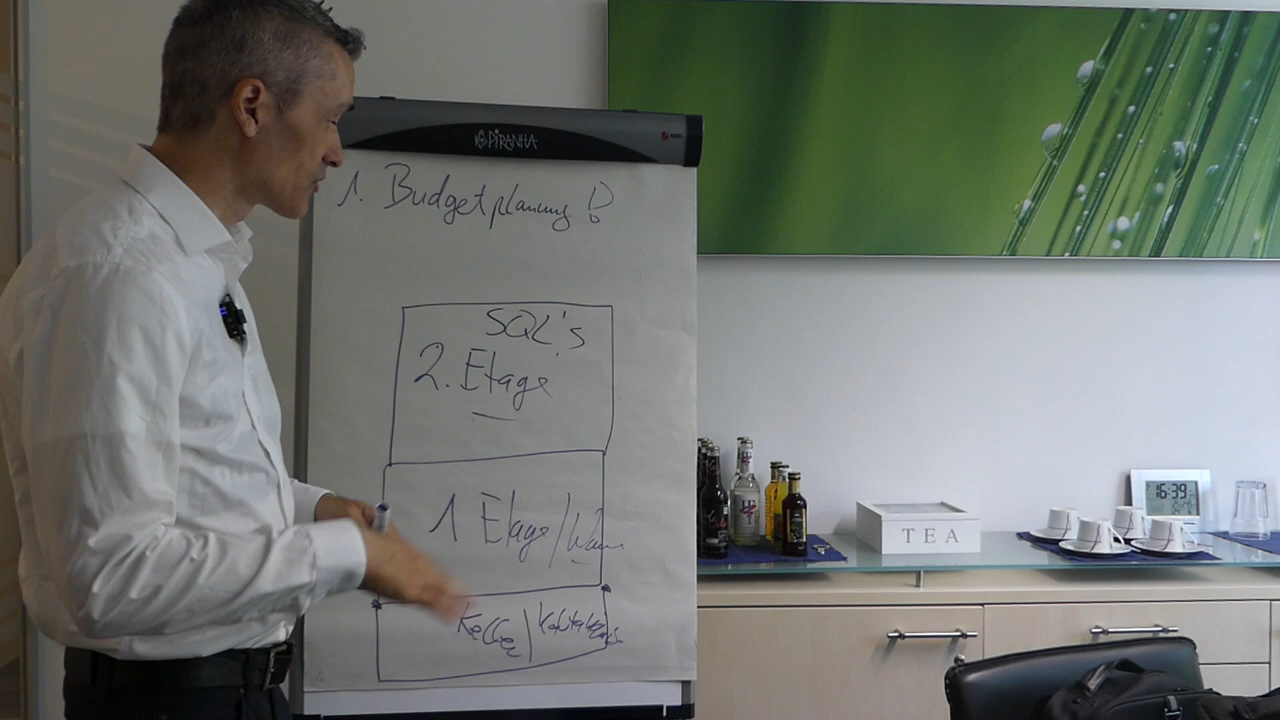 PiRANHA
1. Budgetplanung!
SQL's
2. Etage
1 Etage/
Keller/
TEA
16:39